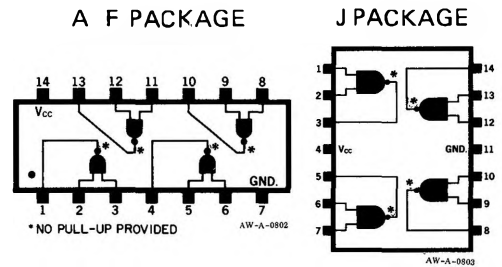 A F PACKAGE
14 13 12 11 10 9 8
Vcc
* *
* *
GND.
1 2 3 4 5 6 7
*NO PULL-UP PROVIDED
AW-A-0802
J PACKAGE
1 * * 14
2 13
3 12
4 Vcc GND. 11
5 * * 10
6 9
7 8
AW-A-0803